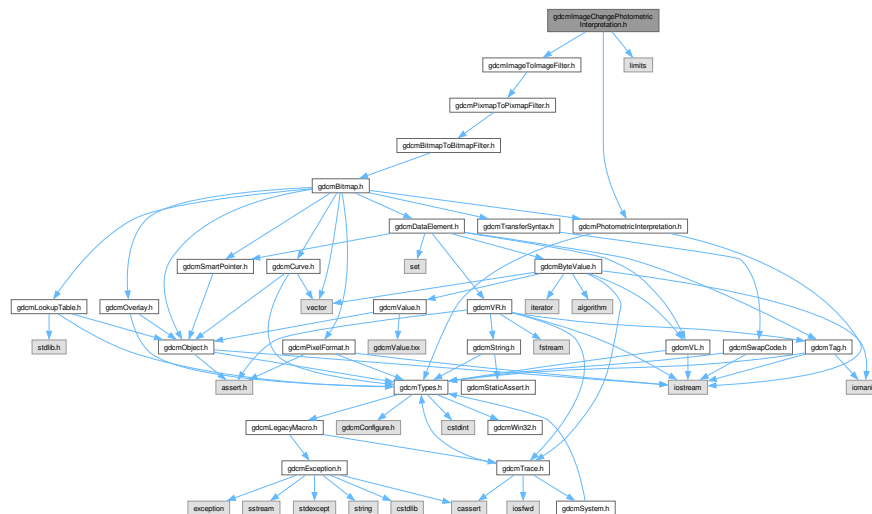 gdcmImageChangePhotometric
Interpretation.h
gdcmImageToImageFilter.h
limits
gdcmPixmapToPixmapFilter.h
gdcmBitmapToBitmapFilter.h
gdcmBitmap.h
gdcmDataElement.h
gdcmTransferSyntax.h
gdcmPhotometricInterpretation.h
gdcmSmartPointer.h
gdcmCurve.h
set
gdcmByteValue.h
gdcmLookupTable.h
gdcmOverlay.h
vector
gdcmValue.h
gdcmVR.h
iterator
algorithm
stdlib.h
gdcmObject.h
gdcmPixelFormat.h
gdcmValue.txx
gdcmString.h
fstream
gdcmVL.h
gdcmSwapCode.h
gdcmTag.h
assert.h
gdcmTypes.h
gdcmStaticAssert.h
iostream
iomani
gdcmLegacyMacro.h
gdcmConfigure.h
cstdint
gdcmWin32.h
gdcmException.h
gdcmTrace.h
exception
sstream
stdexcept
string
cstdlib
cassert
iosfwd
gdcmSystem.h